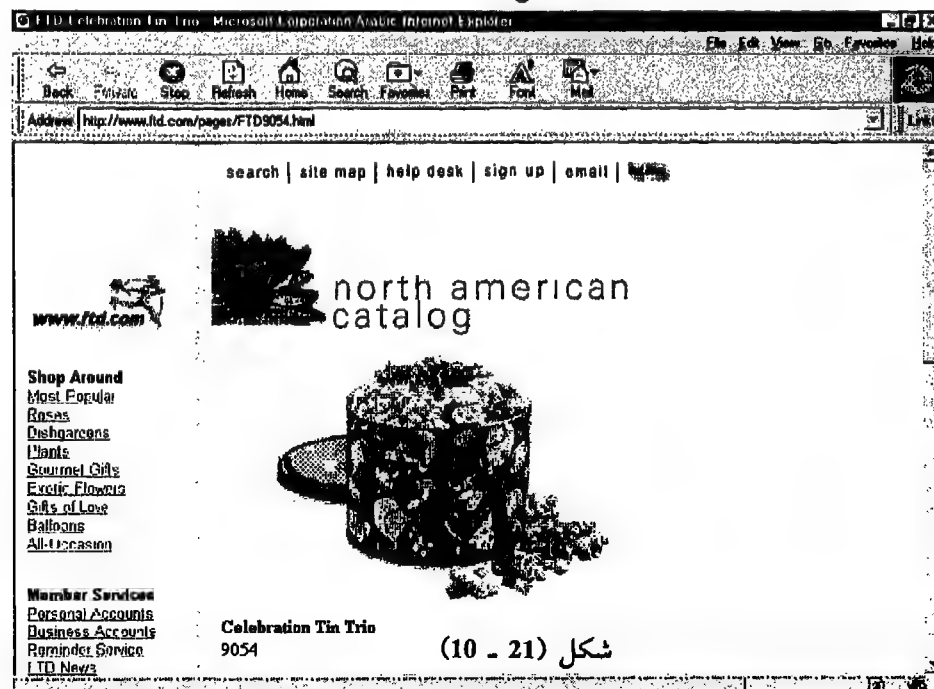 FTD Celebration Tin Trio - Microsoft Corporation Arabic Internet Explorer
File Edit View Go Favorites Help
Back Forward Stop Refresh Home Search Favorites Print Font Mail
Address http://www.ftd.com/pages/FTD9054.html Links
search | site map | help desk | sign up | email |
north american
catalog
www.ftd.com
Shop Around
Most Popular
Roses
Dishgardens
Plants
Gourmet Gifts
Exotic Flowers
Gifts of Love
Balloons
All-Occasion
Member Services
Personal Accounts
Business Accounts
Reminder Service
FTD News
Celebration Tin Trio
9054
شكل (21 ـ 10)